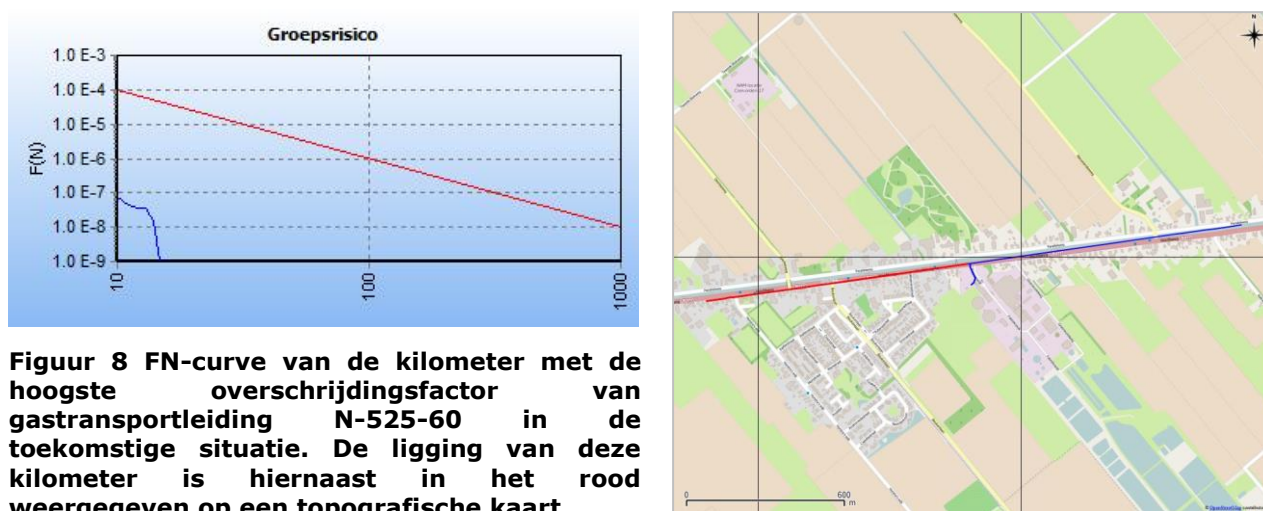 Groepsrisico
1.0 E-3
1.0 E-4
1.0 E-5
1.0 E-6
1.0 E-7
1.0 E-8
1.0 E-9
F(N)
10
100
1000
Figuur 8 FN-curve van de kilometer met de
hoogste overschrijdingsfactor van
gastransportleiding N-525-60 in de
toekomstige situatie. De ligging van deze
kilometer is hiernaast in het rood
weergegeven op een topografische kaart
N
0
600
m